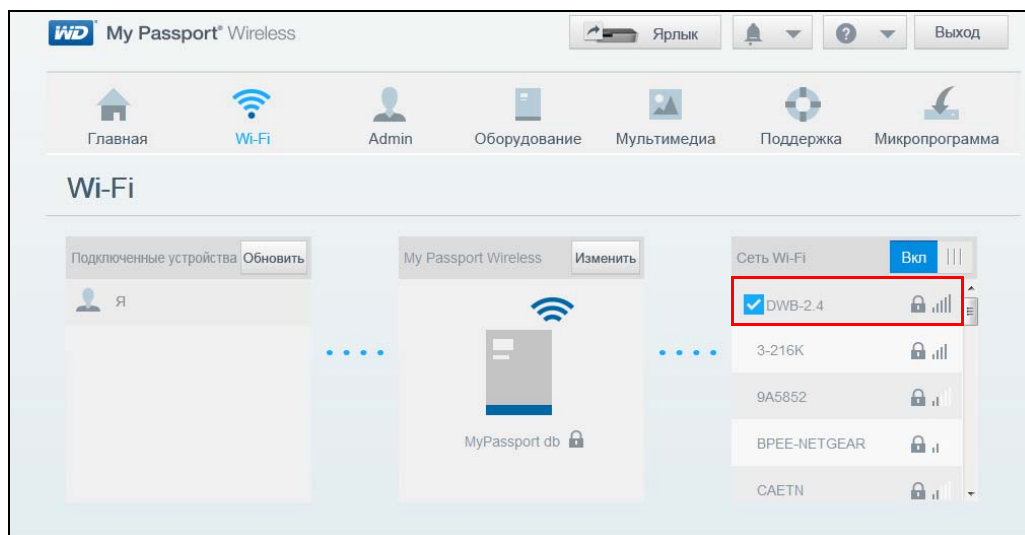 WD My Passport® Wireless
Ярлык
Выход
Главная
Wi-Fi
Admin
Оборудование
Мультимедиа
Поддержка
Микропрограмма
Wi-Fi
Подключенные устройства Обновить
Я
My Passport Wireless Изменить
MyPassport db
Сеть Wi-Fi Вкл
DWB-2.4
3-216K
9A5852
BPEE-NETGEAR
CAETN